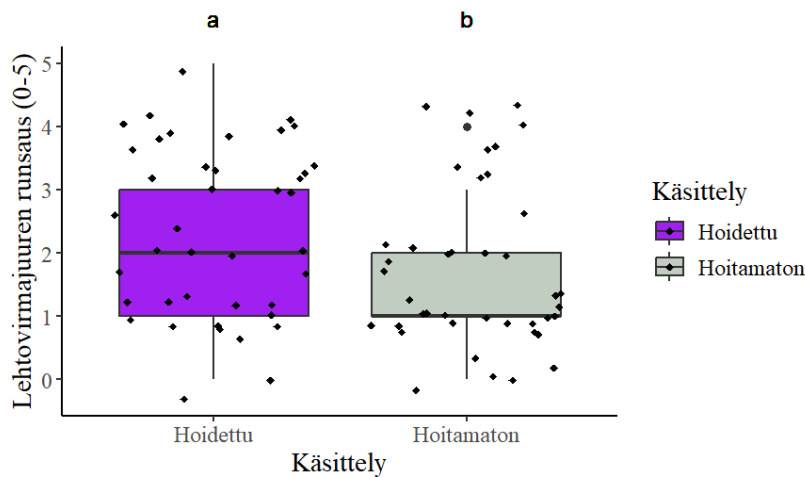 a b
Lehtovirmajuuren runsaus (0-5)
5
4
3
2
1
0
Hoidettu Hoitamaton
Käsittely
Käsittely
Hoidettu
Hoitamaton